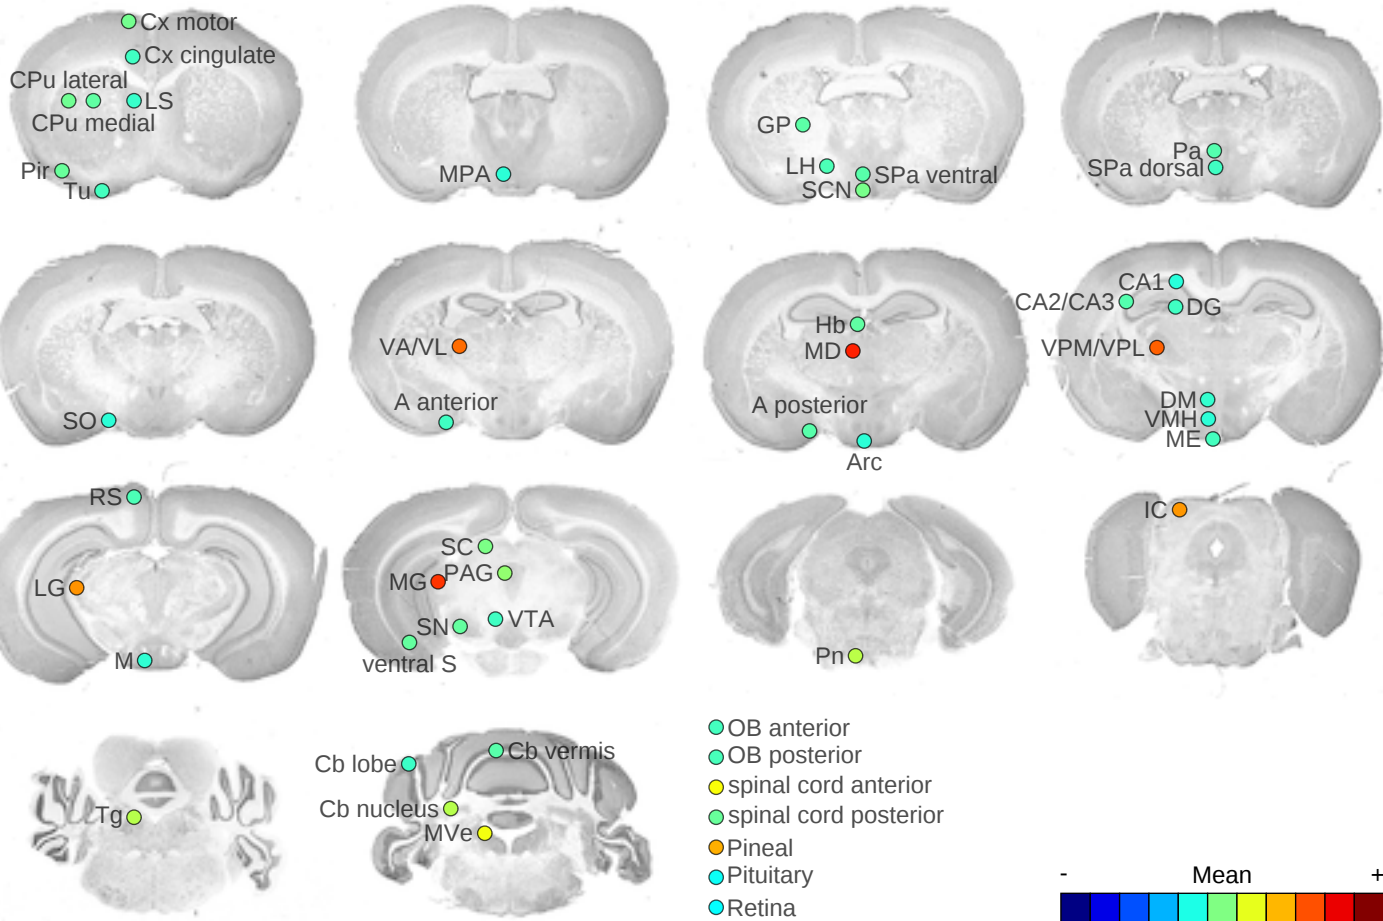 Cx motor
Cx cingulate
CPu lateral
LS
CPu medial
Pir
Tu
MPA
GP
LH
SPa ventral
SCN
Pa
SPa dorsal
SO
VA/VL
A anterior
Hb
MD
A posterior
Arc
CA1
CA2/CA3
DG
VPM/VPL
DM
VMH
ME
RS
LG
M
SC
PAG
MG
SN
VTA
ventral S
Pn
IC
Tg
Cb lobe
Cb vermis
Cb nucleus
MVe
OB anterior
OB posterior
spinal cord anterior
spinal cord posterior
Pineal
Pituitary
Retina
- Mean +